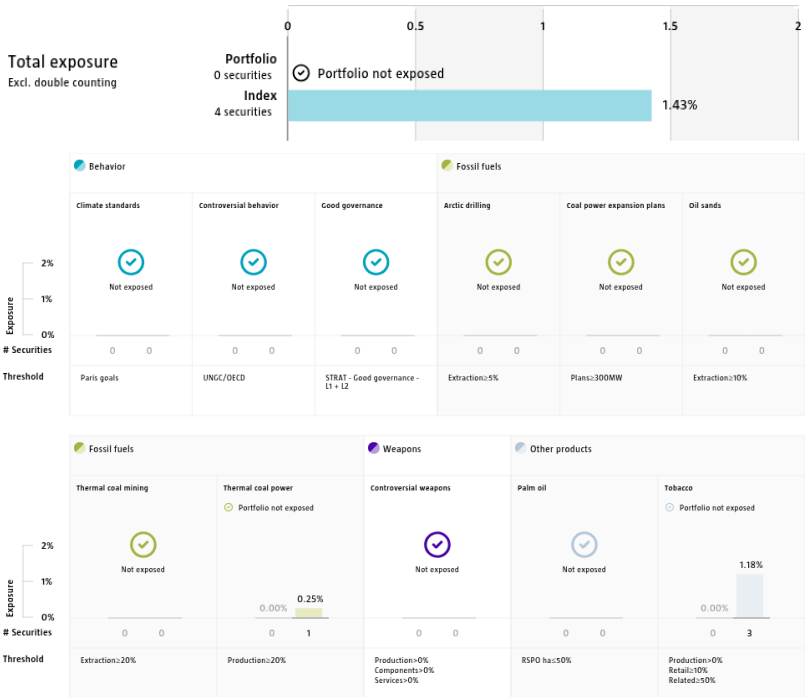 0 0.5 1 1.5 2
Total exposure
Excl. double counting
Portfolio
0 securities
Portfolio not exposed
Index
4 securities
1.43%
Behavior
Fossil fuels
Climate standards
Controversial behavior
Good governance
Arctic drilling
Coal power expansion plans
Oil sands
Not exposed
Not exposed
Not exposed
Not exposed
Not exposed
Not exposed
Exposure
2%
1%
0%
# Securities
0 0
0 0
0 0
0 0
0 0
0 0
Threshold
Paris goals
UNGC/OECD
STRAT - Good governance -
L1 + L2
Extraction≥5%
Plans≥300MW
Extraction≥10%
Fossil fuels
Weapons
Other products
Thermal coal mining
Thermal coal power
Controversial weapons
Palm oil
Tobacco
Portfolio not exposed
Portfolio not exposed
Not exposed
Not exposed
Not exposed
Exposure
2%
1%
0%
0.00%
0.25%
0.00%
1.18%
# Securities
0 0
0 1
0 0
0 0
0 3
Threshold
Extraction≥20%
Production≥20%
Production>0%
Components>0%
Services>0%
RSPO ha≤50%
Production>0%
Retail≥10%
Related≥50%